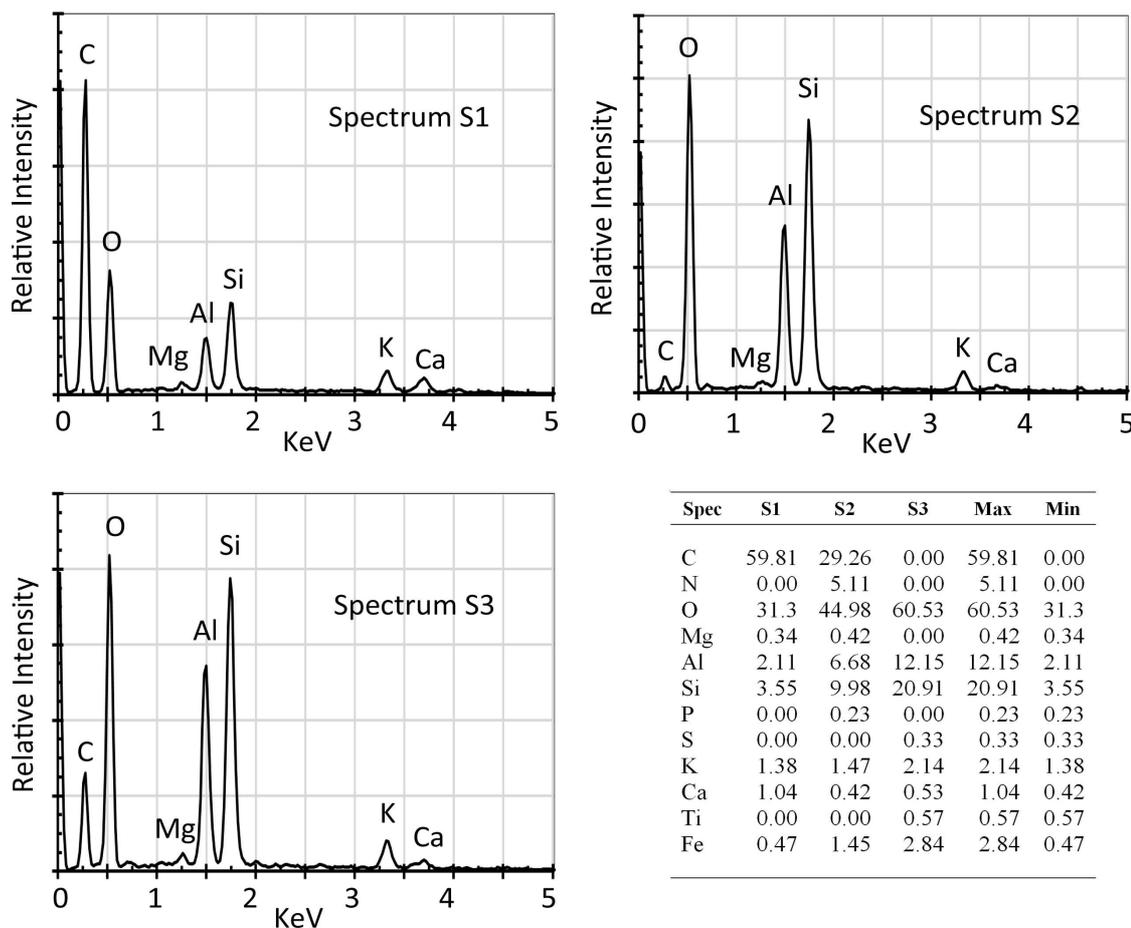 C
Spectrum S1
O
Si
Al
Mg
K
Ca
Relative Intensity
0 1 2 3 4 5
KeV
O
Si
Spectrum S2
Al
C
Mg
K
Ca
Relative Intensity
0 1 2 3 4 5
KeV
O
Si
Spectrum S3
Al
C
Mg
K
Ca
Relative Intensity
0 1 2 3 4 5
KeV
Spec S1 S2 S3 Max Min
C 59.81 29.26 0.00 59.81 0.00
N 0.00 5.11 0.00 5.11 0.00
O 31.3 44.98 60.53 60.53 31.3
Mg 0.34 0.42 0.00 0.42 0.34
Al 2.11 6.68 12.15 12.15 2.11
Si 3.55 9.98 20.91 20.91 3.55
P 0.00 0.23 0.00 0.23 0.23
S 0.00 0.00 0.33 0.33 0.33
K 1.38 1.47 2.14 2.14 1.38
Ca 1.04 0.42 0.53 1.04 0.42
Ti 0.00 0.00 0.57 0.57 0.57
Fe 0.47 1.45 2.84 2.84 0.47